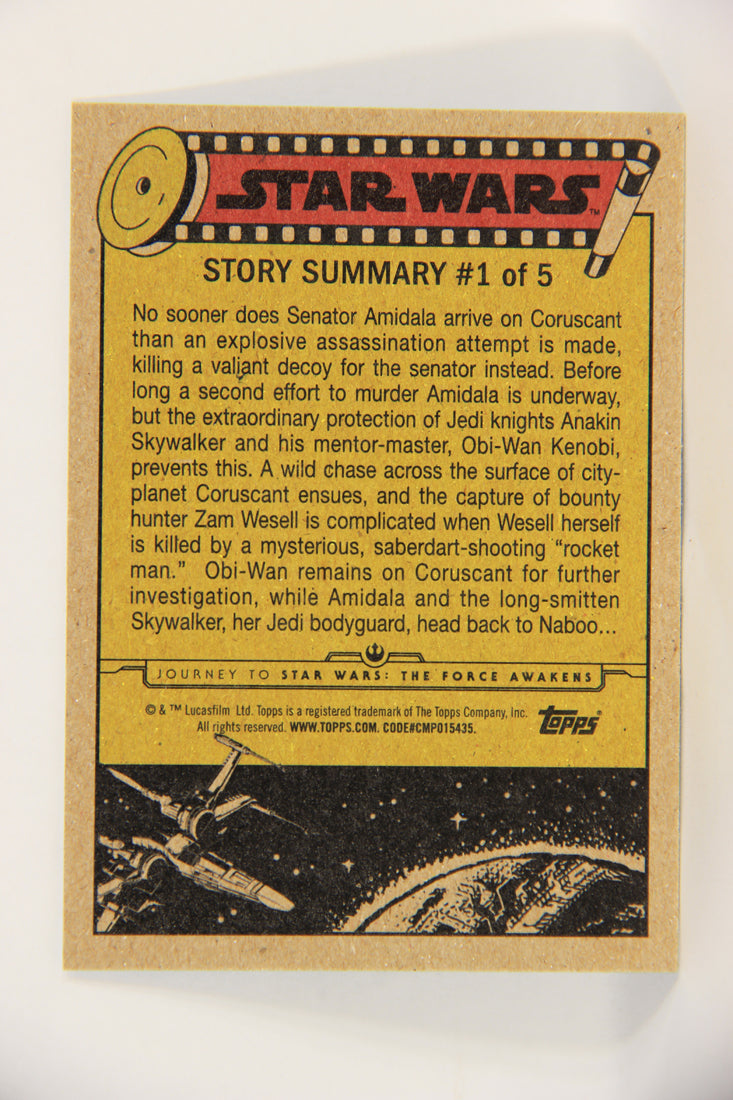 STAR WARS™
STORY SUMMARY #1 of 5
No sooner does Senator Amidala arrive on Coruscant
than an explosive assassination attempt is made,
killing a valiant decoy for the senator instead. Before
long a second effort to murder Amidala is underway,
but the extraordinary protection of Jedi knights Anakin
Skywalker and his mentor-master, Obi-Wan Kenobi,
prevents this. A wild chase across the surface of city-
planet Coruscant ensues, and the capture of bounty
hunter Zam Wesell is complicated when Wesell herself
is killed by a mysterious, saberdart-shooting “rocket
man.” Obi-Wan remains on Coruscant for further
investigation, while Amidala and the long-smitten
Skywalker, her Jedi bodyguard, head back to Naboo...
JOURNEY TO STAR WARS: THE FORCE AWAKENS
© & ™ Lucasfilm Ltd. Topps is a registered trademark of The Topps Company, Inc.
All rights reserved. WWW.TOPPS.COM. CODE#CMP015435.
topps®